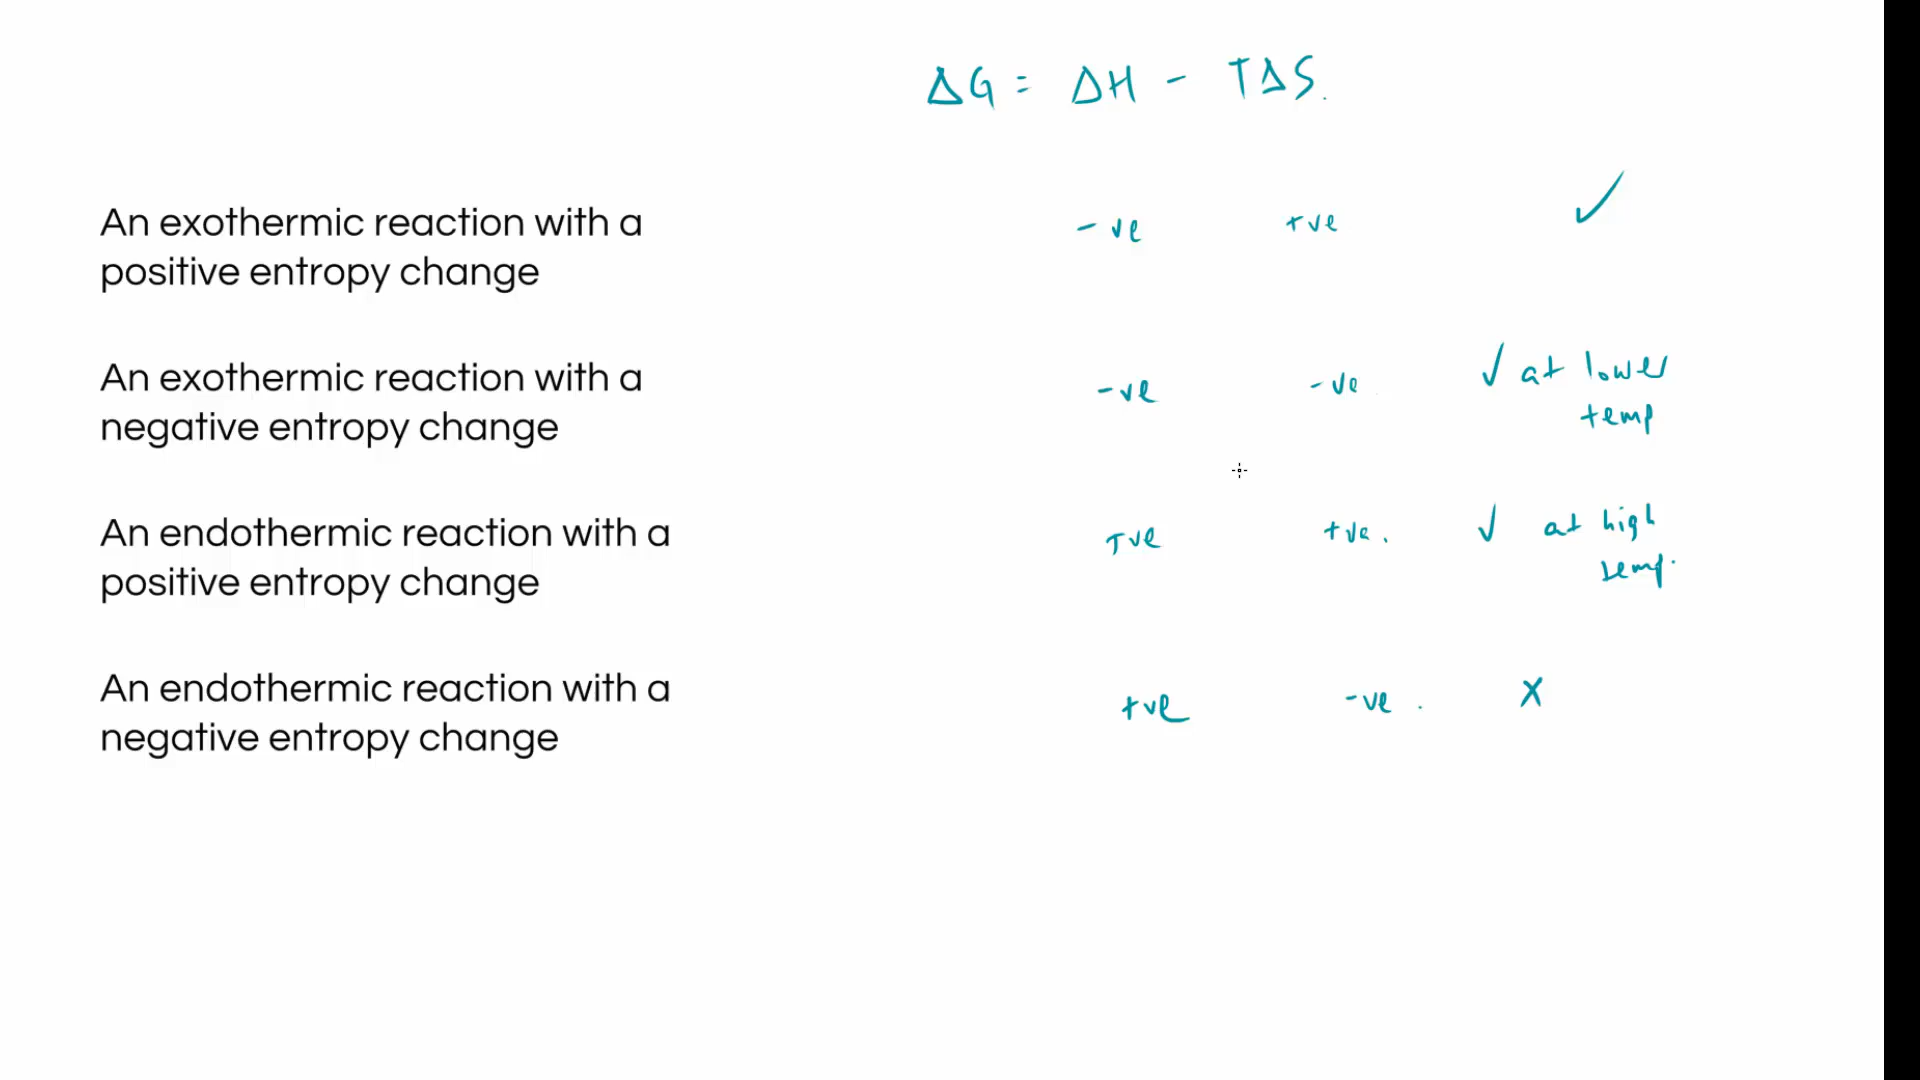 ΔG = ΔH - TΔS.
An exothermic reaction with a
positive entropy change
-ve +ve ✓
An exothermic reaction with a
negative entropy change
-ve -ve ✓ at lower
temp
An endothermic reaction with a
positive entropy change
+ve +ve. ✓ at high
temp.
An endothermic reaction with a
negative entropy change
+ve -ve. X